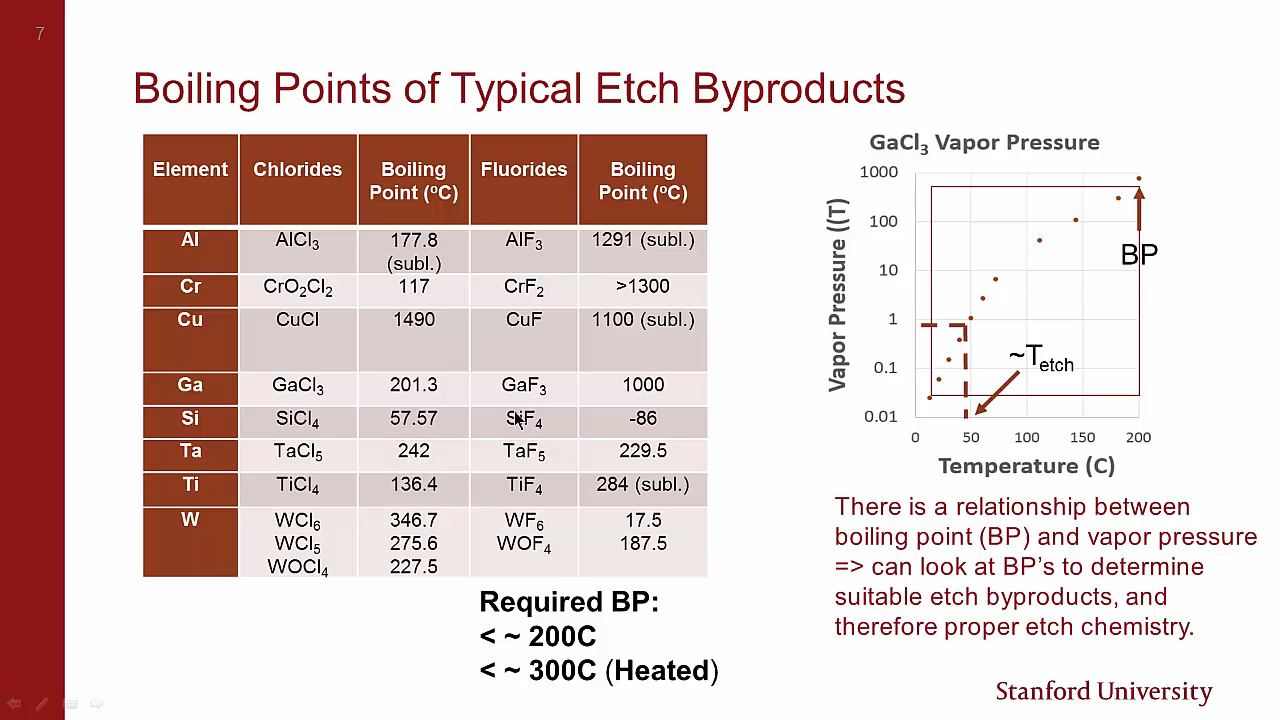 7
Boiling Points of Typical Etch Byproducts
Element Chlorides Boiling Point (ºC) Fluorides Boiling Point (ºC)
Al AlCl3 177.8 (subl.) AlF3 1291 (subl.)
Cr CrO2Cl2 117 CrF2 >1300
Cu CuCl 1490 CuF 1100 (subl.)
Ga GaCl3 201.3 GaF3 1000
Si SiCl4 57.57 SiF4 -86
Ta TaCl5 242 TaF5 229.5
Ti TiCl4 136.4 TiF4 284 (subl.)
W WCl6 346.7 WF6 17.5
WCl5 275.6 WOF4 187.5
WOCl4 227.5
Required BP:
< ~ 200C
< ~ 300C (Heated)
GaCl3 Vapor Pressure
Vapor Pressure ((T)
1000
100
10
1
0.1
0.01
BP
~Tetch
0 50 100 150 200
Temperature (C)
There is a relationship between
boiling point (BP) and vapor pressure
=> can look at BP's to determine
suitable etch byproducts, and
therefore proper etch chemistry.
Stanford University